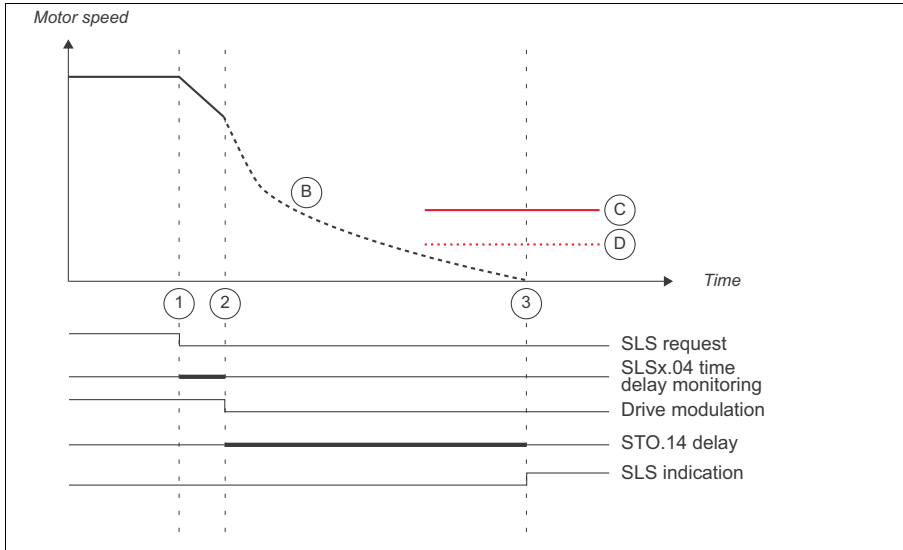 Motor speed
B
C
D
Time
1
2
3
SLS request
SLSx.04 time
delay monitoring
Drive modulation
STO.14 delay
SLS indication